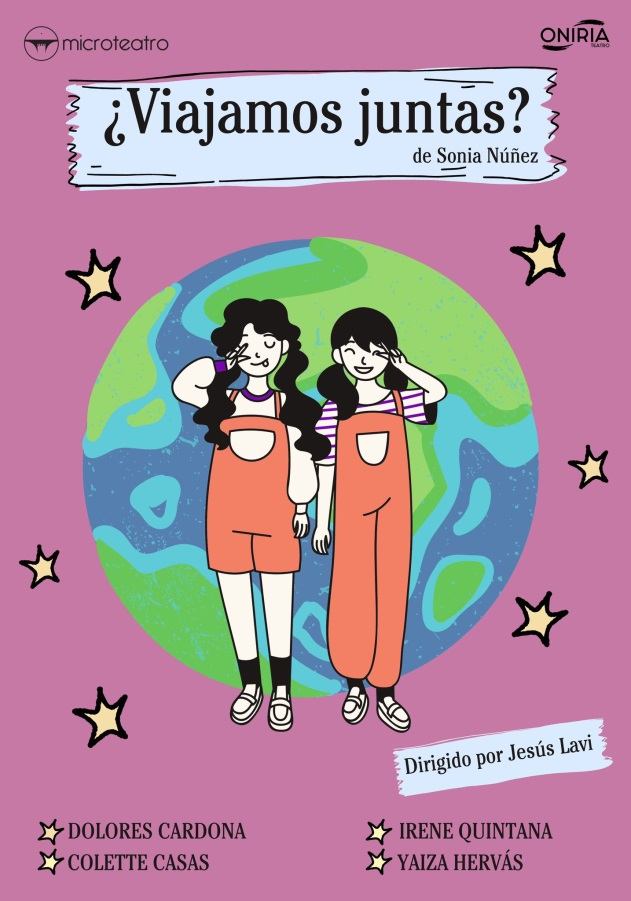 microteatro
ONIRIA
TEATRO
¿Viajamos juntas?
de Sonia Núñez
Dirigido por Jesús Lavi
DOLORES CARDONA
COLETTE CASAS
IRENE QUINTANA
YAIZA HERVÁS